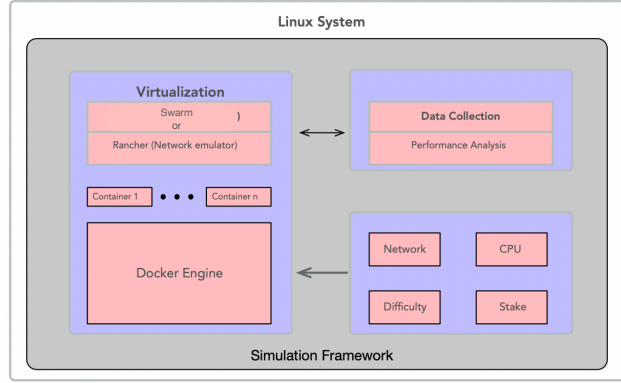 Linux System
Virtualization
Swarm )
or
Rancher (Network emulator)
Data Collection
Performance Analysis
Container 1 • • • Container n
Docker Engine
Network CPU
Difficulty Stake
Simulation Framework